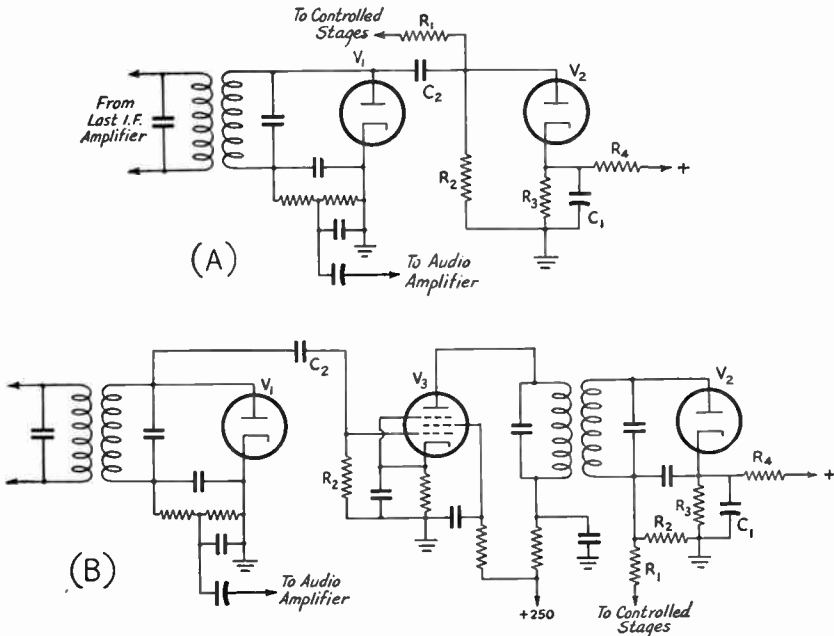 To Controlled
Stages
R1
V1
C2
V2
From
Last I.F.
Amplifier
R2
R3
R4
+
C1
(A)
To Audio
Amplifier
C2
V1
V3
V2
R2
R4
+
R3
C1
R2
R1
(B)
To Audio
Amplifier
+250
To Controlled
Stages